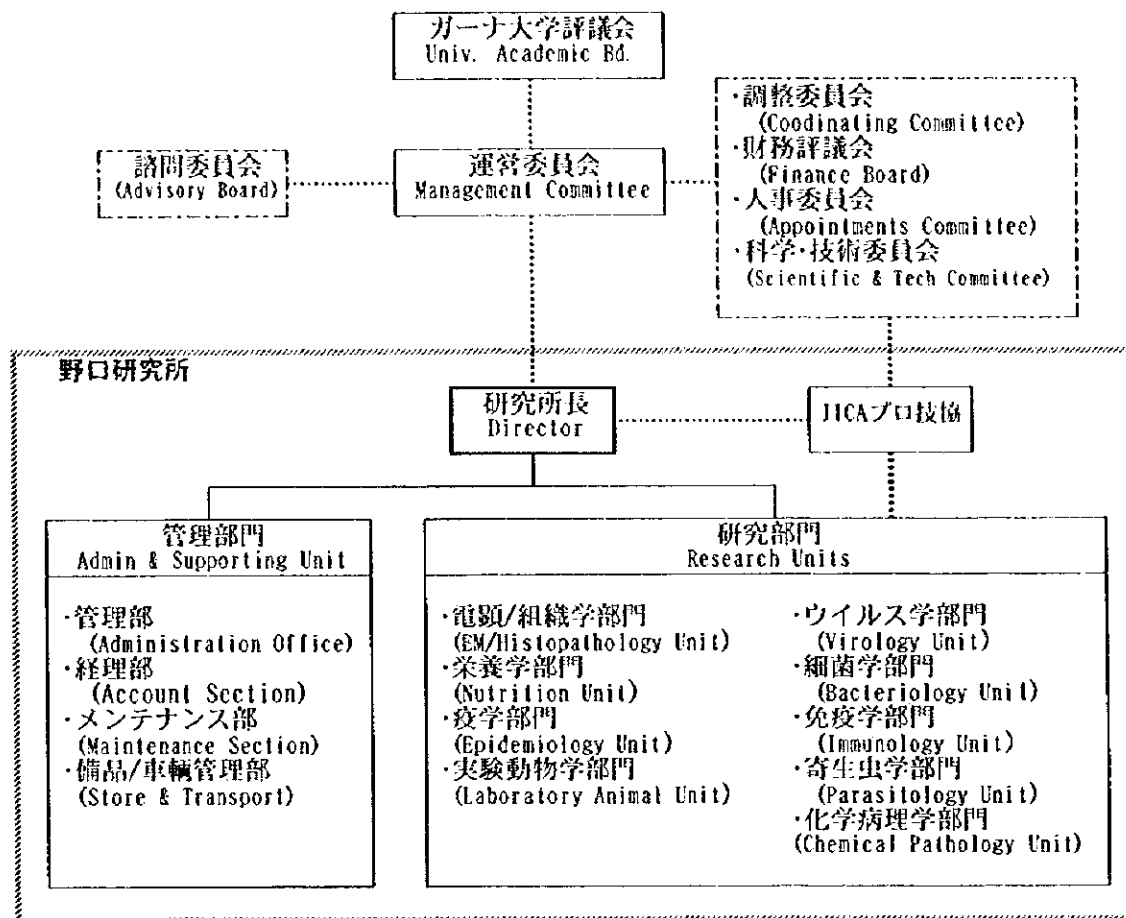 ガーナ大学評議会
Univ. Academic Bd.
諮問委員会
(Advisory Board)
運営委員会
Management Committee
・調整委員会
(Coodinating Committee)
・財務評議会
(Finance Board)
・人事委員会
(Appointments Committee)
・科学・技術委員会
(Scientific & Tech Committee)
野口研究所
研究所長
Director
JICAプロ技協
管理部門
Admin & Supporting Unit
・管理部
(Administration Office)
・経理部
(Account Section)
・メンテナンス部
(Maintenance Section)
・備品/車輌管理部
(Store & Transport)
研究部門
Research Units
・電顕/組織学部門
(EM/Histopathology Unit)
・栄養学部門
(Nutrition Unit)
・疫学部門
(Epidemiology Unit)
・実験動物学部門
(Laboratory Animal Unit)
・ウイルス学部門
(Virology Unit)
・細菌学部門
(Bacteriology Unit)
・免疫学部門
(Immunology Unit)
・寄生虫学部門
(Parasitology Unit)
・化学病理学部門
(Chemical Pathology Unit)